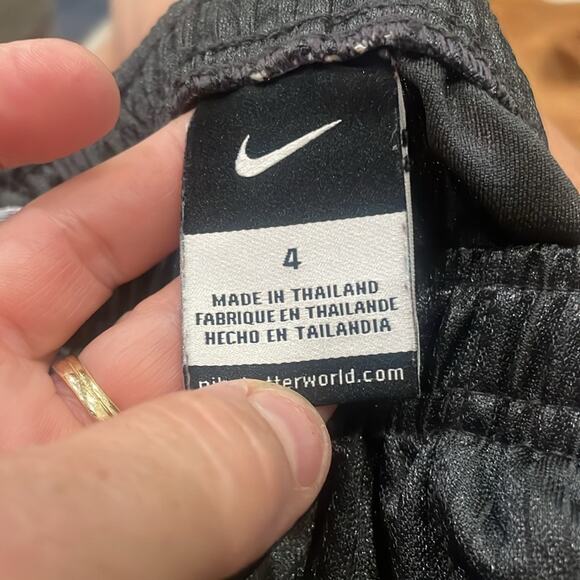 4
MADE IN THAILAND
FABRIQUE EN THAILANDE
HECHO EN TAILANDIA